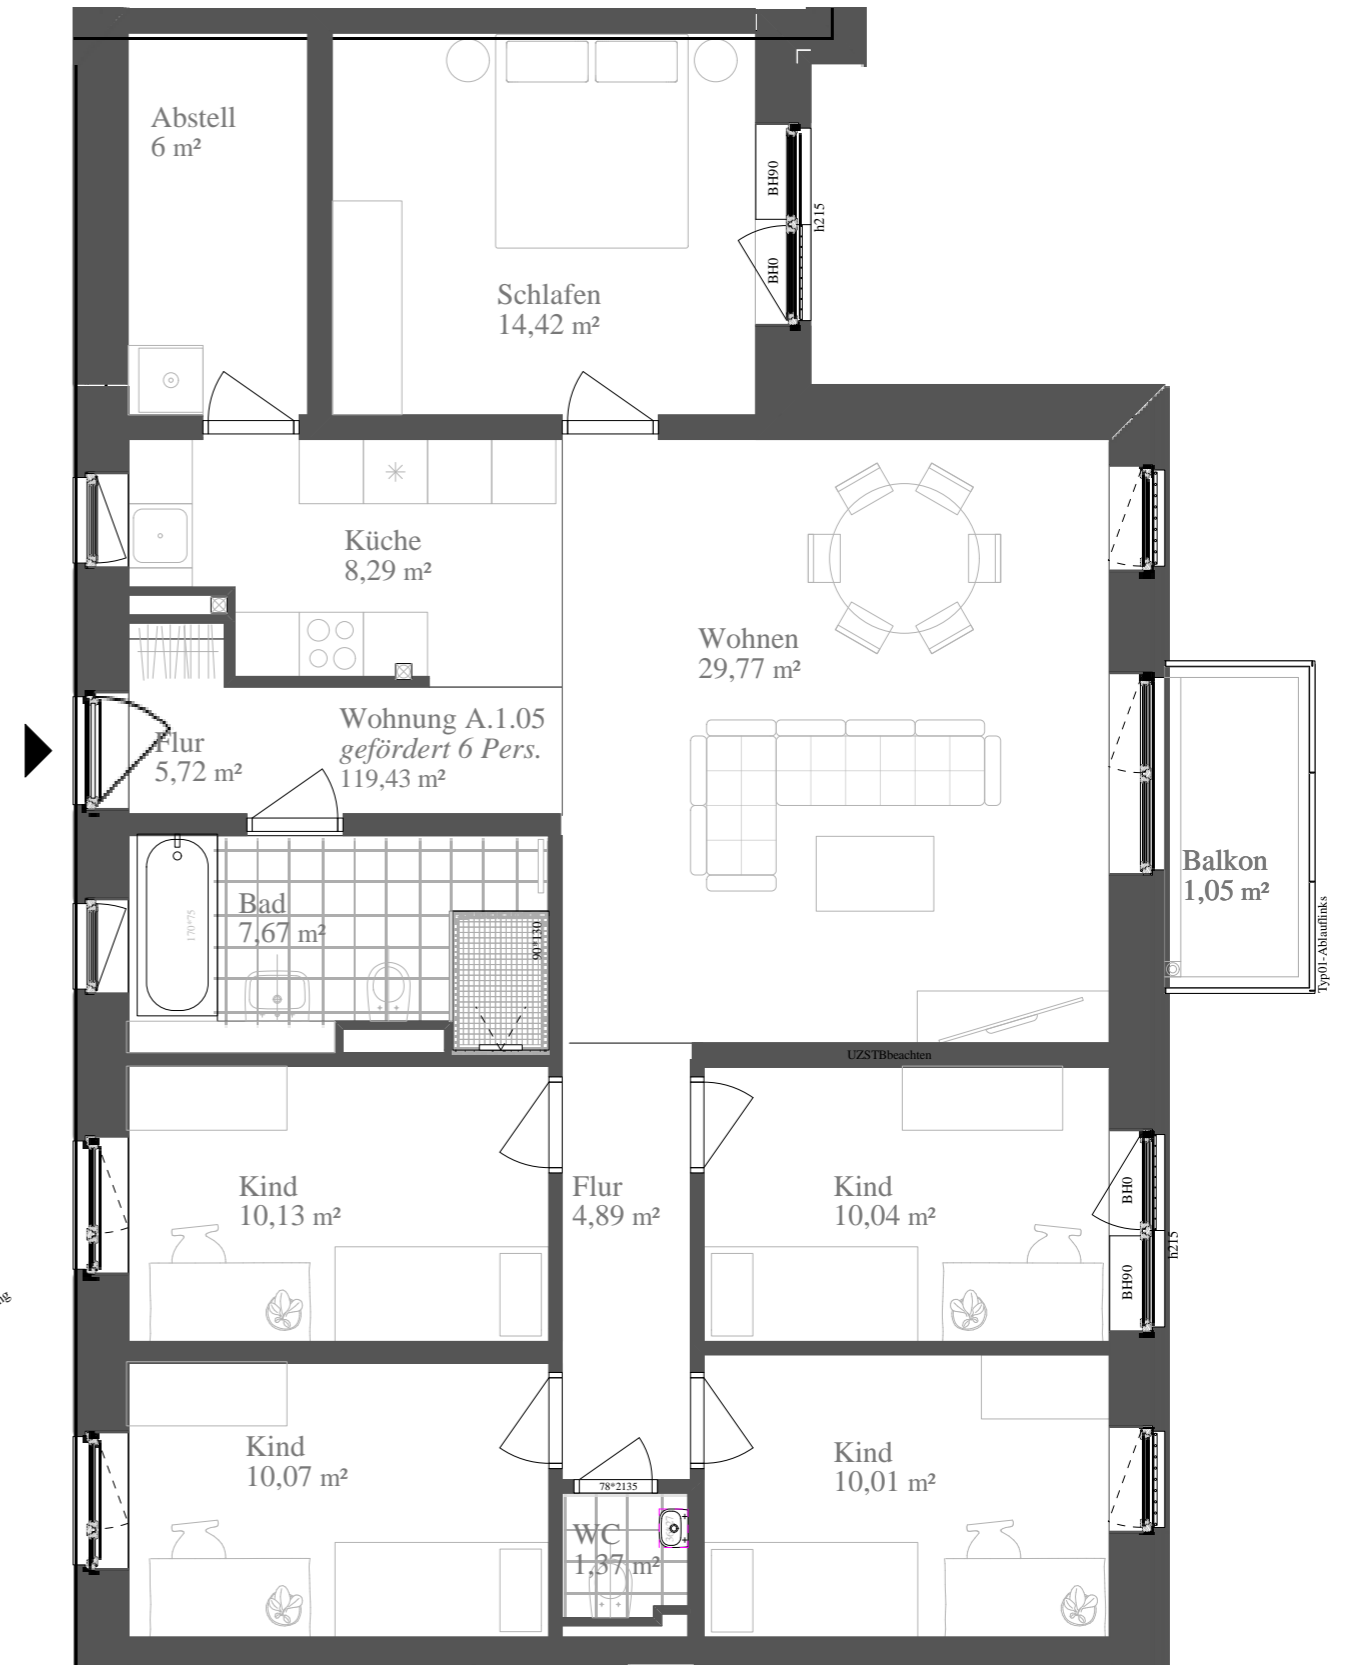 Abstell
6 m²
BH90
h215
BH0
Schlafen
14,42 m²
Küche
8,29 m²
Wohnen
29,77 m²
Wohnung A.1.05
gefördert 6 Pers.
119,43 m²
Flur
5,72 m²
Balkon
1,05 m²
Typ01-Ablauflinks
Bad
7,67 m²
170*75
90*130
UZSTBbeachten
Kind
10,13 m²
Flur
4,89 m²
Kind
10,04 m²
BH0
h215
BH90
Kind
10,07 m²
Kind
10,01 m²
78*2135
WC
1,37 m²